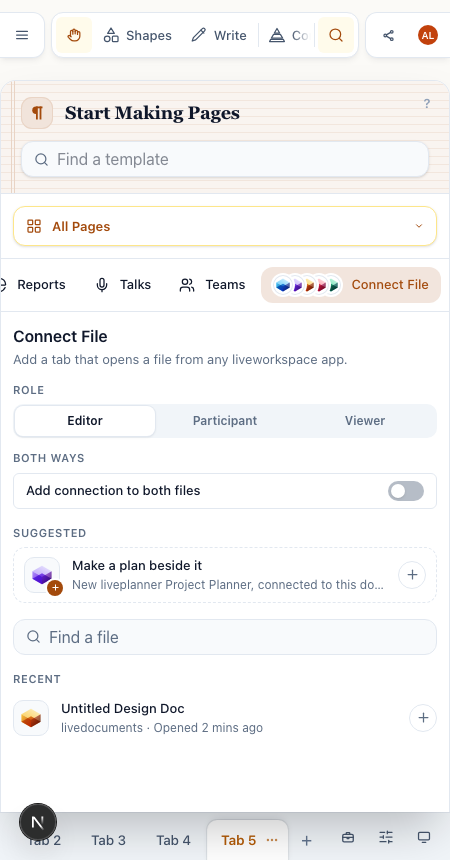 Shapes
Write
Co
AL
¶ Start Making Pages
?
Find a template
All Pages
Reports
Talks
Teams
Connect File
Connect File
Add a tab that opens a file from any liveworkspace app.
ROLE
Editor
Participant
Viewer
BOTH WAYS
Add connection to both files
SUGGESTED
Make a plan beside it
New liveplanner Project Planner, connected to this do...
Find a file
RECENT
Untitled Design Doc
livedocuments · Opened 2 mins ago
N
ab 2
Tab 3
Tab 4
Tab 5